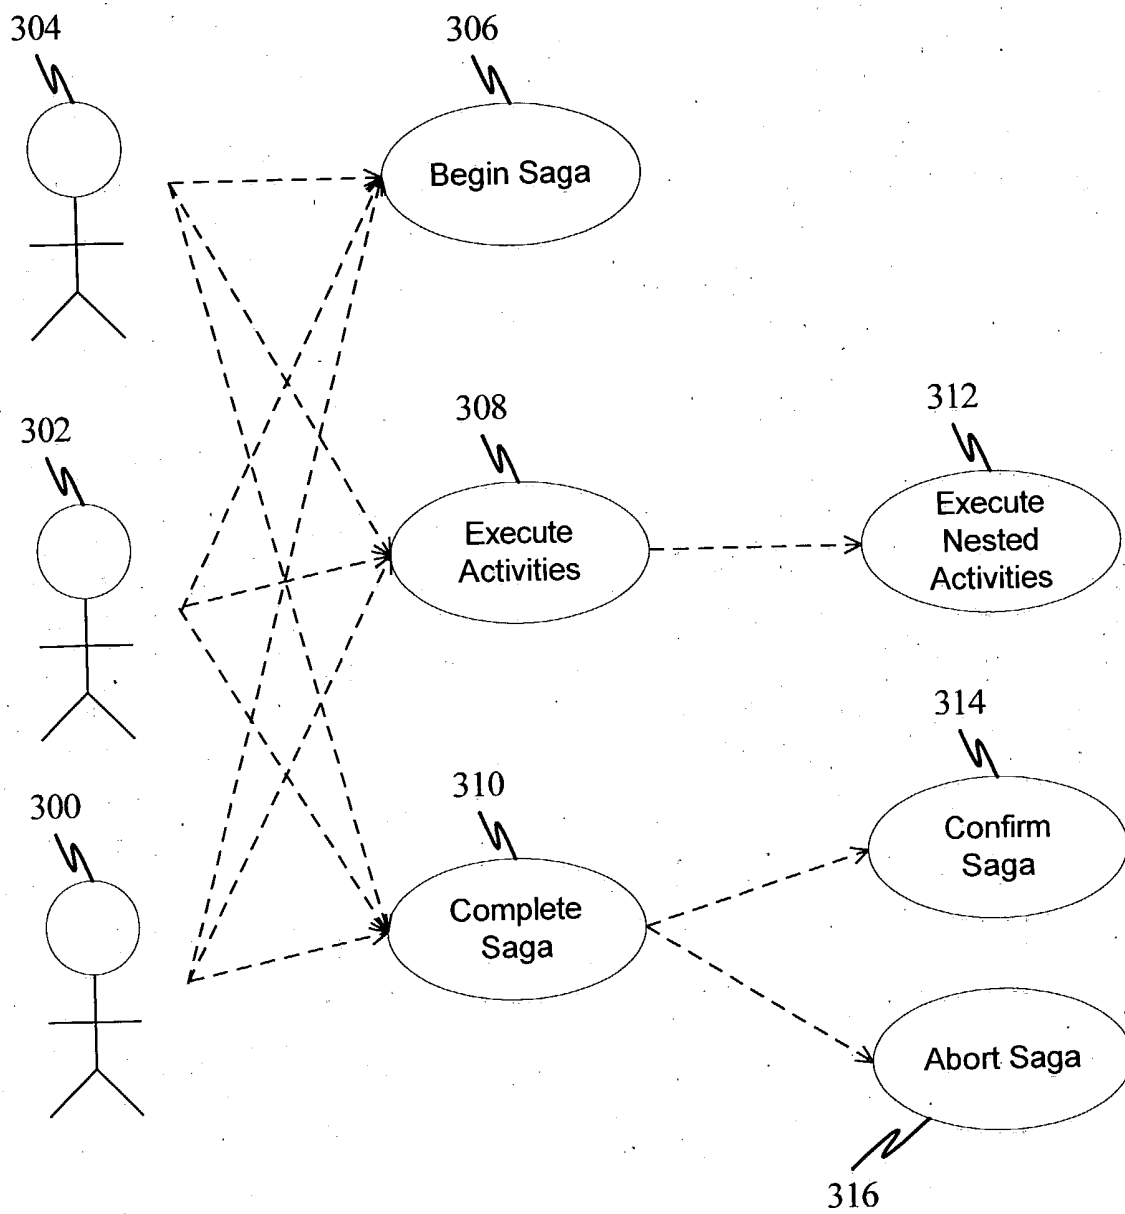 304
306
Begin Saga
302
308
312
Execute
Activities
Execute
Nested
Activities
300
310
314
Complete
Saga
Confirm
Saga
Abort Saga
316